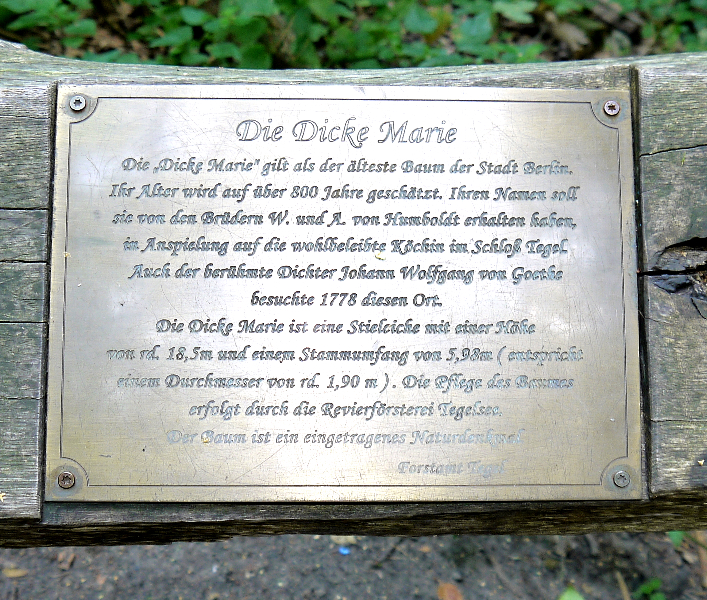 Die Dicke Marie
Die „Dicke Marie" gilt als der älteste Baum der Stadt Berlin.
Ihr Alter wird auf über 800 Jahre geschätzt. Ihren Namen soll
sie von den Brüdern W. und A. von Humboldt erhalten haben,
in Anspielung auf die wohlbeleibte Köchin im Schloß Tegel.
Auch der berühmte Dichter Johann Wolfgang von Goethe
besuchte 1778 diesen Ort.
Die Dicke Marie ist eine Stieleiche mit einer Höhe
von rd. 18,5m und einem Stammumfang von 5,98m ( entspricht
einem Durchmesser von rd. 1,90 m ) . Die Pflege des Baumes
erfolgt durch die Revierförsterei Tegelsee.
Der Baum ist ein eingetragenes Naturdenkmal.
Forstamt Tegel